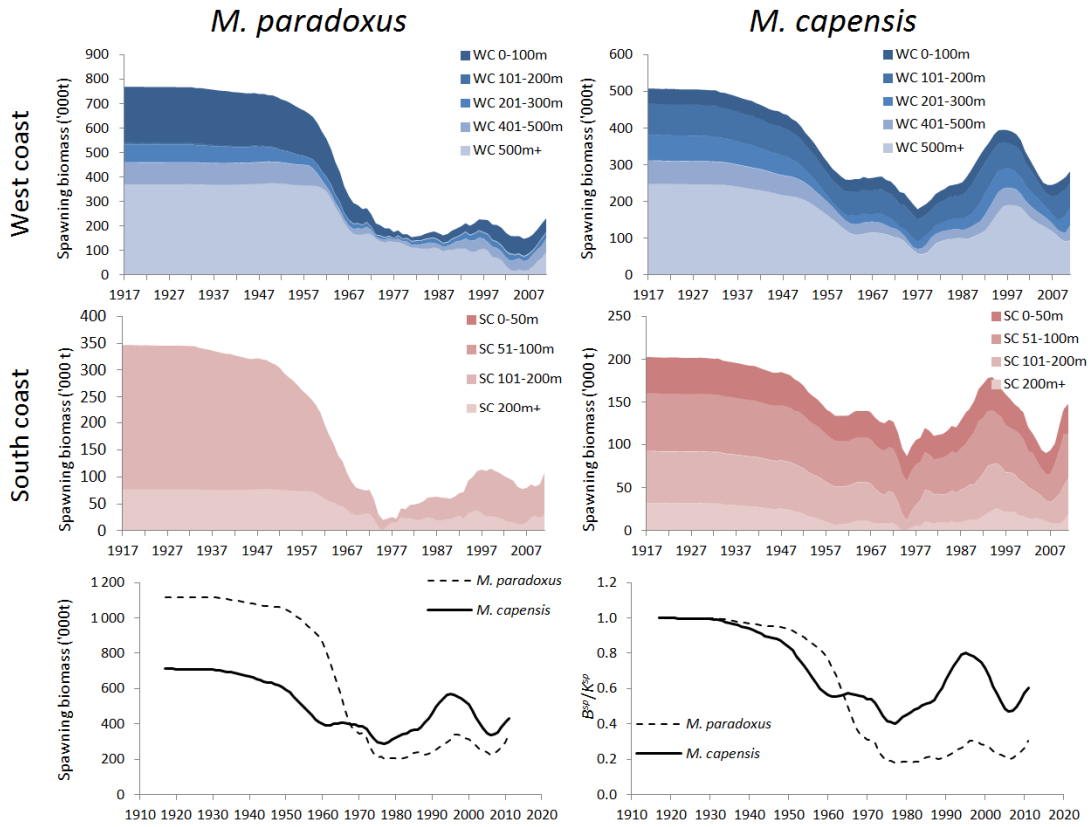 M. paradoxus
M. capensis
West coast
Spawning biomass ('000t)
900
800
700
600
500
400
300
200
100
0
WC 0-100m
WC 101-200m
WC 201-300m
WC 401-500m
WC 500m+
1917 1927 1937 1947 1957 1967 1977 1987 1997 2007
Spawning biomass ('000t)
600
500
400
300
200
100
0
WC 0-100m
WC 101-200m
WC 201-300m
WC 401-500m
WC 500m+
1917 1927 1937 1947 1957 1967 1977 1987 1997 2007
South coast
Spawning biomass ('000 t)
400
350
300
350
200
150
100
50
0
SC 0-50m
SC 51-100m
SC 101-200m
SC 200m+
1917 1927 1937 1947 1957 1967 1977 1987 1997 2007
Spawning biomass ('000 t)
250
200
150
100
50
0
SC 0-50m
SC 51-100m
SC 101-200m
SC 200m+
1917 1927 1937 1947 1957 1967 1977 1987 1997 2007
Spawning biomass ('000t)
1 200
1 000
800
600
400
200
0
M. paradoxus
M. capensis
1910 1920 1930 1940 1950 1960 1970 1980 1990 2000 2010 2020
B^sp/K^sp
1.2
1.0
0.8
0.6
0.4
0.2
0.0
M. paradoxus
M. capensis
1910 1920 1930 1940 1950 1960 1970 1980 1990 2000 2010 2020